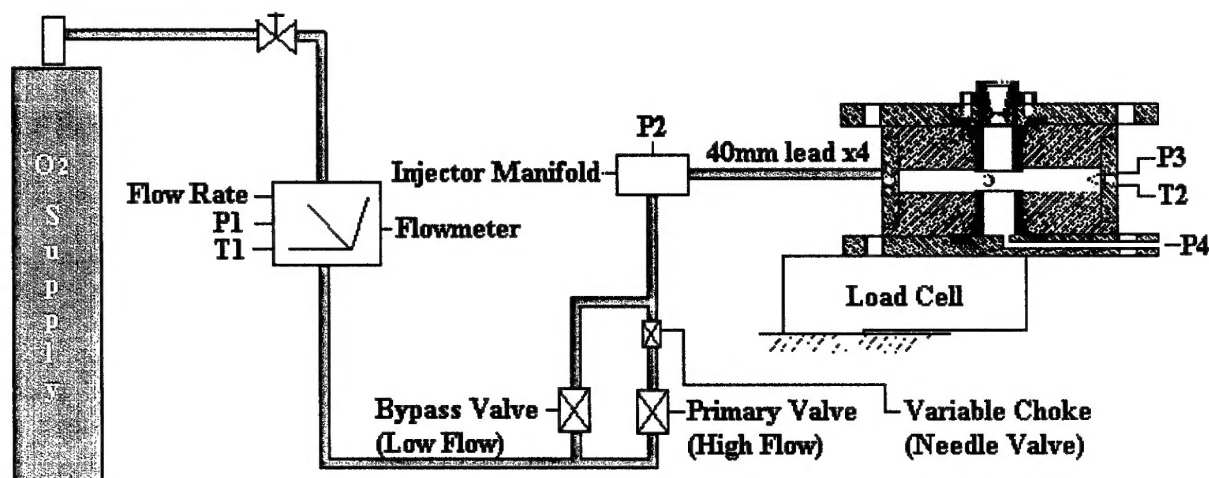 O2
Supply
P2
Injector Manifold
40mm lead x4
P3
T2
P4
Flow Rate
P1
T1
Flowmeter
Load Cell
Bypass Valve
(Low Flow)
Primary Valve
(High Flow)
Variable Choke
(Needle Valve)